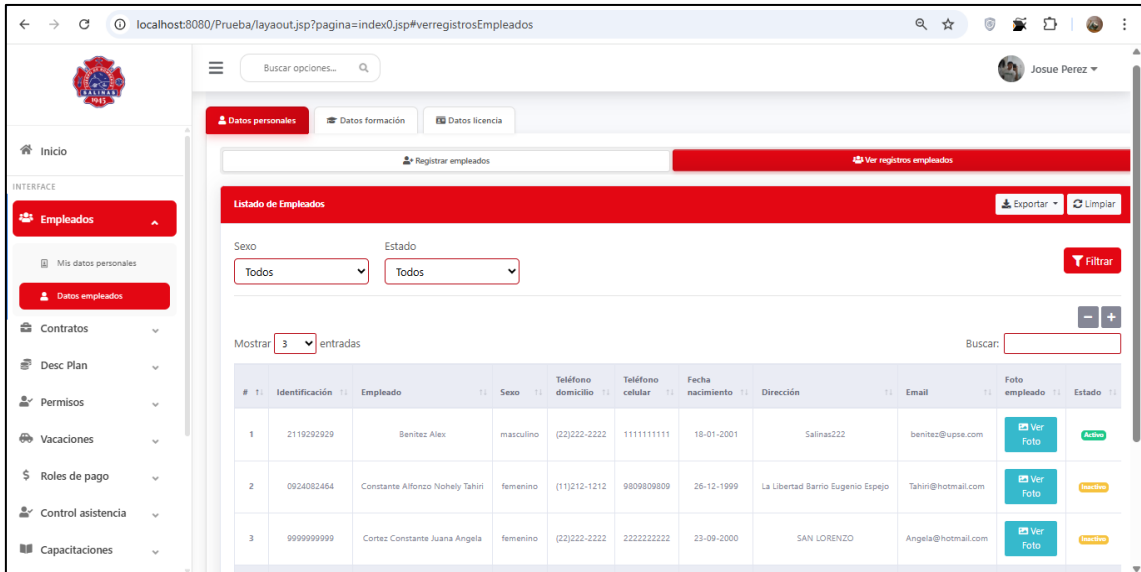 localhost:8080/Prueba/layaout.jsp?pagina=index0.jsp#verregistrosEmpleados
SALINAS
1945
Buscar opciones...
Josue Perez
Datos personales Datos formación Datos licencia
Inicio
INTERFACE
Empleados
Mis datos personales
Datos empleados
Contratos
Desc Plan
Permisos
Vacaciones
Roles de pago
Control asistencia
Capacitaciones
Registrar empleados Ver registros empleados
Listado de Empleados Exportar Limpiar
Sexo Estado
Todos Todos Filtrar
- +
Mostrar 3 entradas Buscar:
# Identificación Empleado Sexo Teléfono domicilio Teléfono celular Fecha nacimiento Dirección Email Foto empleado Estado
1 2119292929 Benitez Alex masculino (22)222-2222 1111111111 18-01-2001 Salinas222 benitez@upse.com Ver Foto Activo
2 0924082464 Constante Alfonzo Nohely Tahiri femenino (11)212-1212 9809809809 26-12-1999 La Libertad Barrio Eugenio Espejo Tahiri@hotmail.com Ver Foto Inactivo
3 9999999999 Cortez Constante Juana Angela femenino (22)222-2222 2222222222 23-09-2000 SAN LORENZO Angela@hotmail.com Ver Foto Inactivo